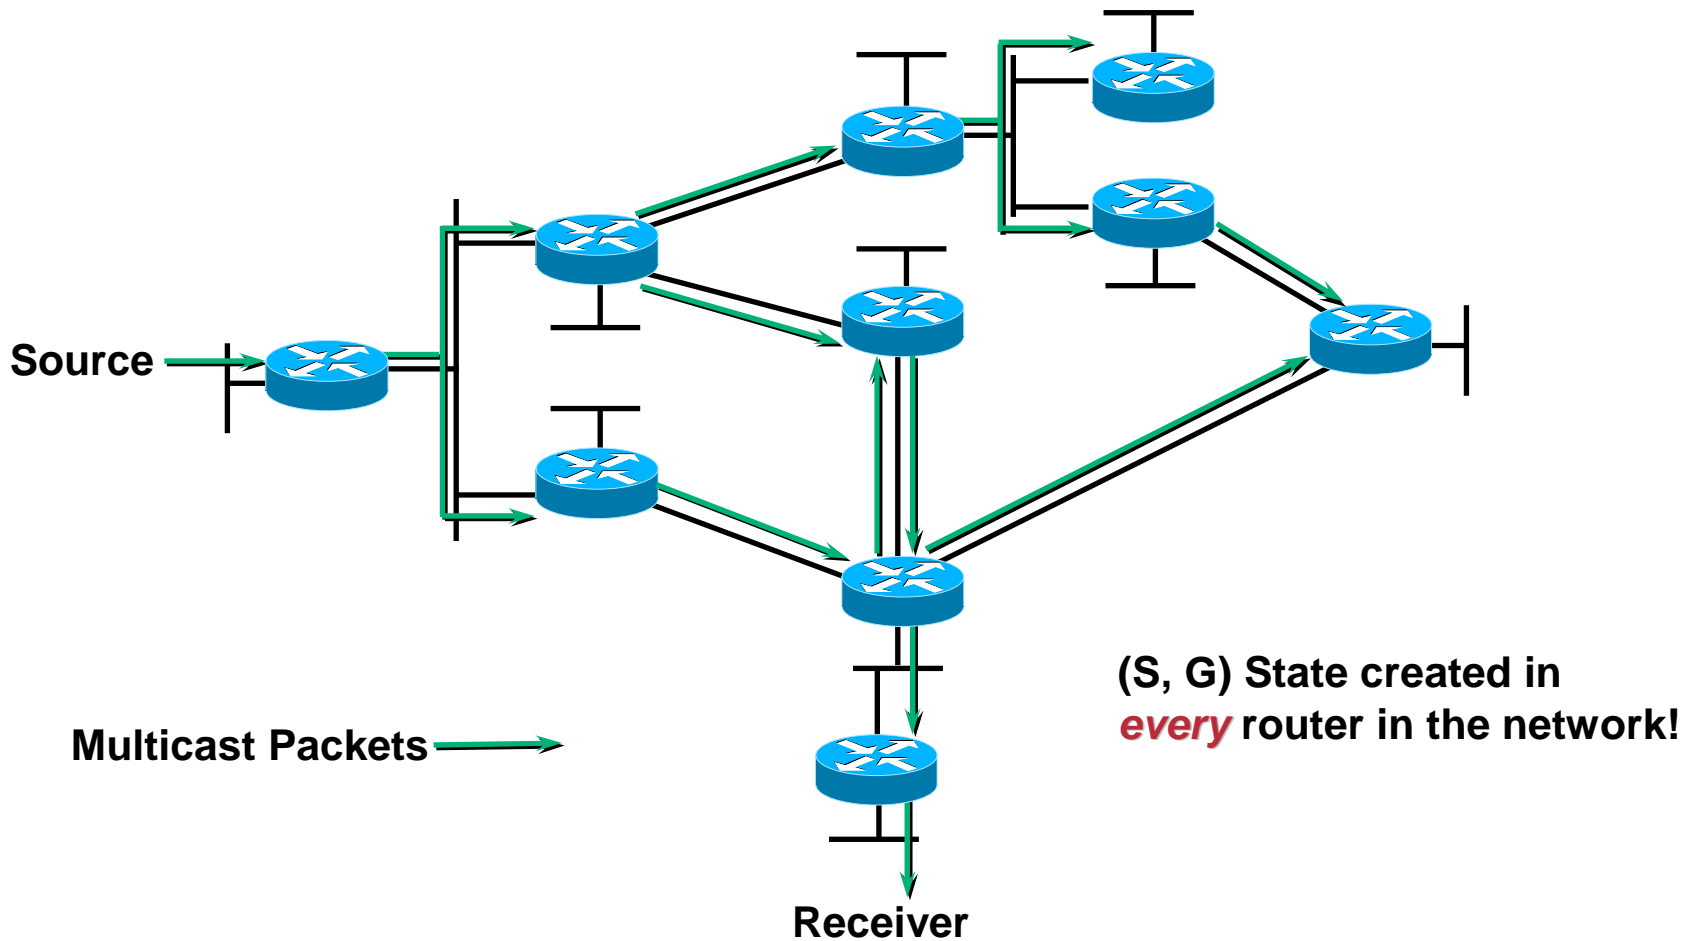 Source
(S, G) State created in
every router in the network!
Multicast Packets
Receiver